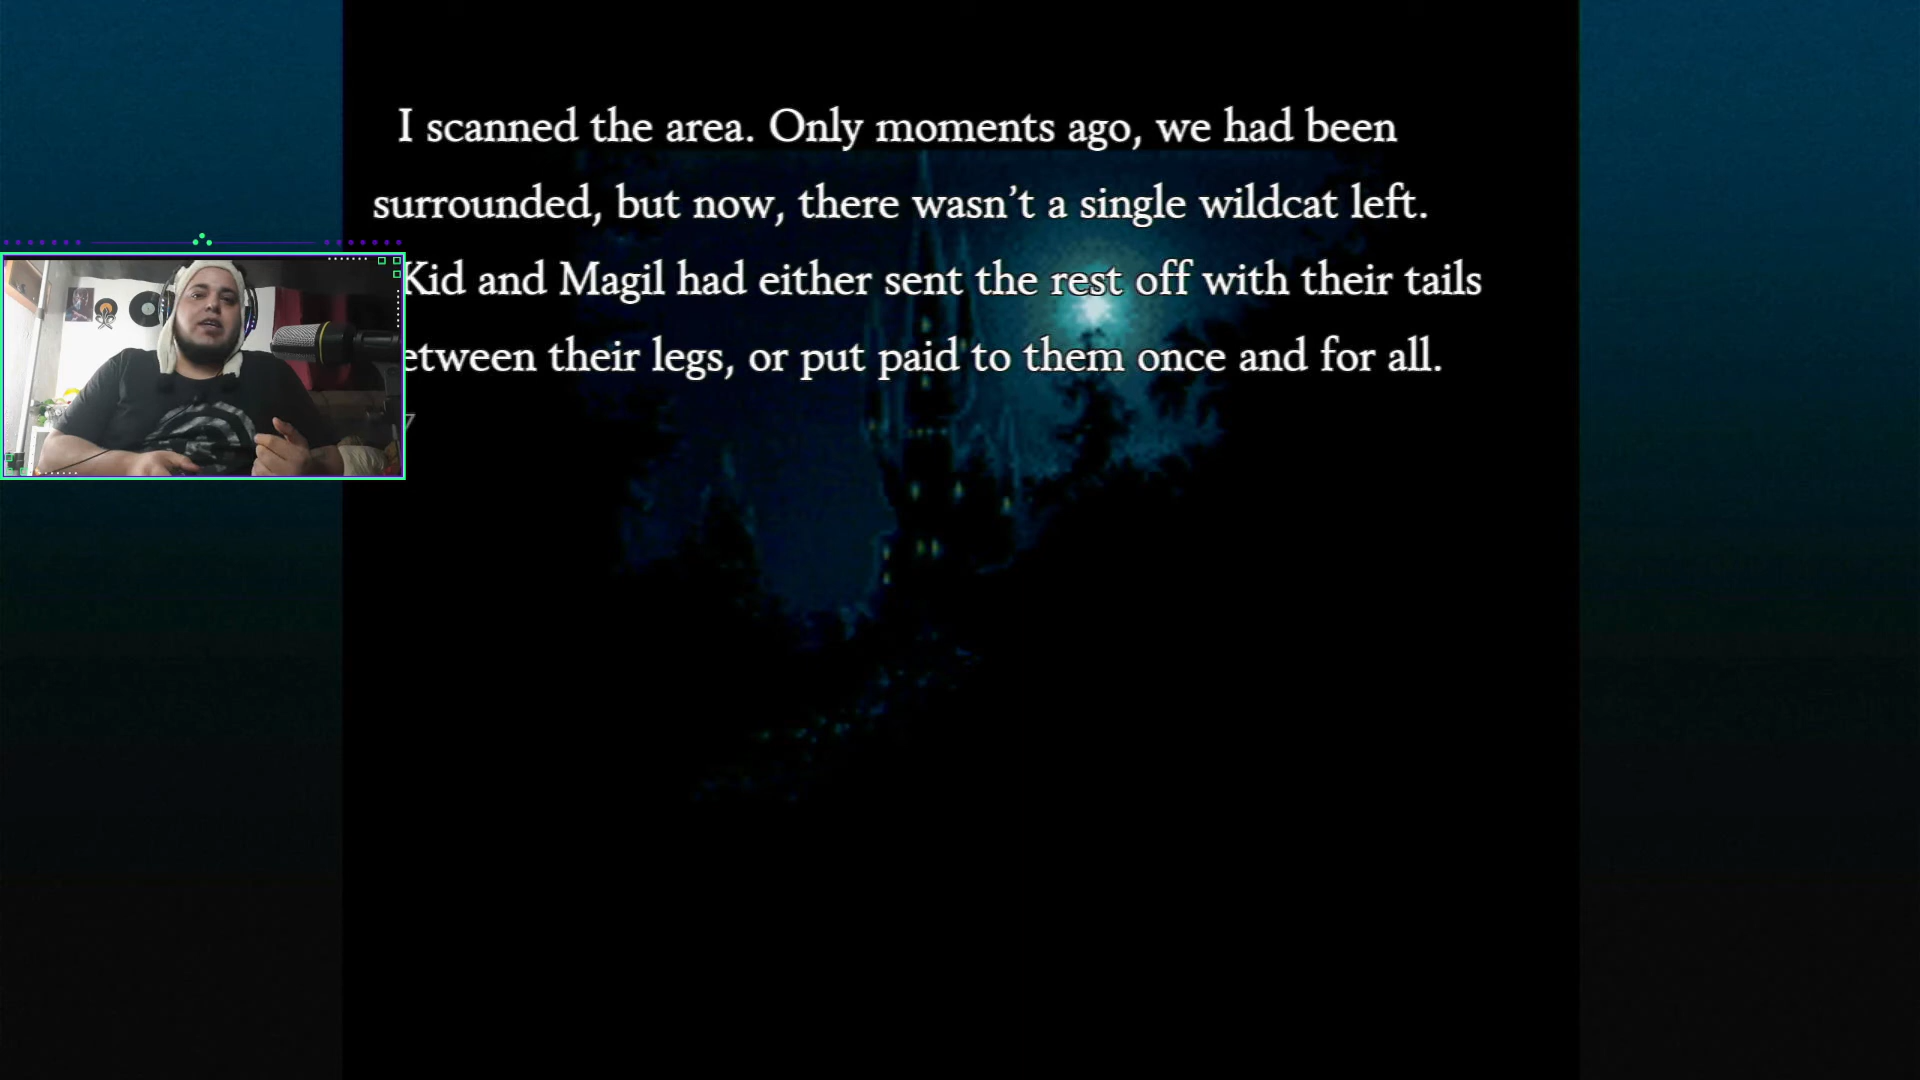 I scanned the area. Only moments ago, we had been
surrounded, but now, there wasn’t a single wildcat left.
Kid and Magil had either sent the rest off with their tails
etween their legs, or put paid to them once and for all.